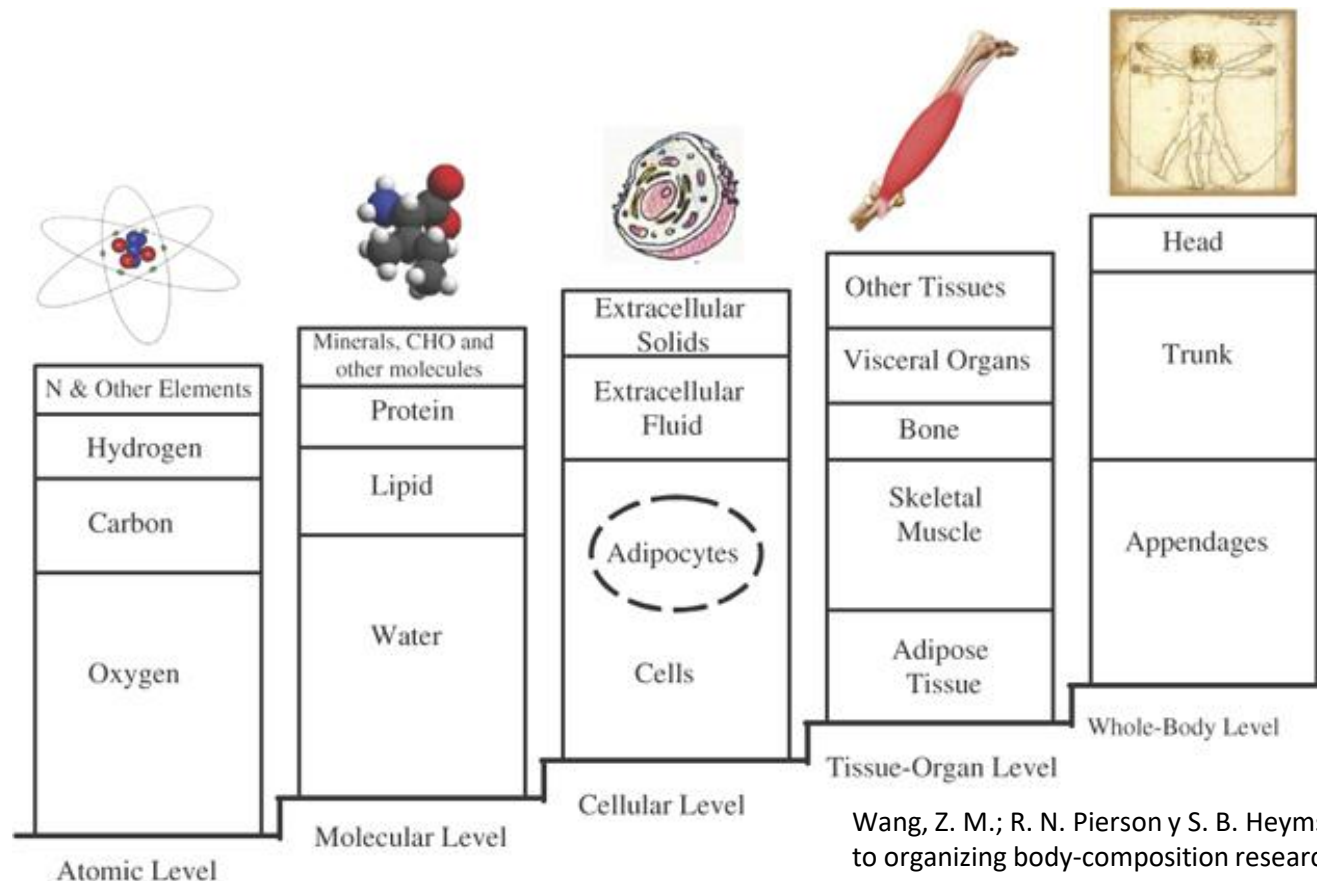 N & Other Elements
Hydrogen
Carbon
Oxygen
Atomic Level
Minerals, CHO and
other molecules
Protein
Lipid
Water
Molecular Level
Extracellular
Solids
Extracellular
Fluid
Adipocytes
Cells
Cellular Level
Other Tissues
Visceral Organs
Bone
Skeletal
Muscle
Adipose
Tissue
Tissue-Organ Level
Head
Trunk
Appendages
Whole-Body Level
Wang, Z. M.; R. N. Pierson y S. B.
to organizing body-composition